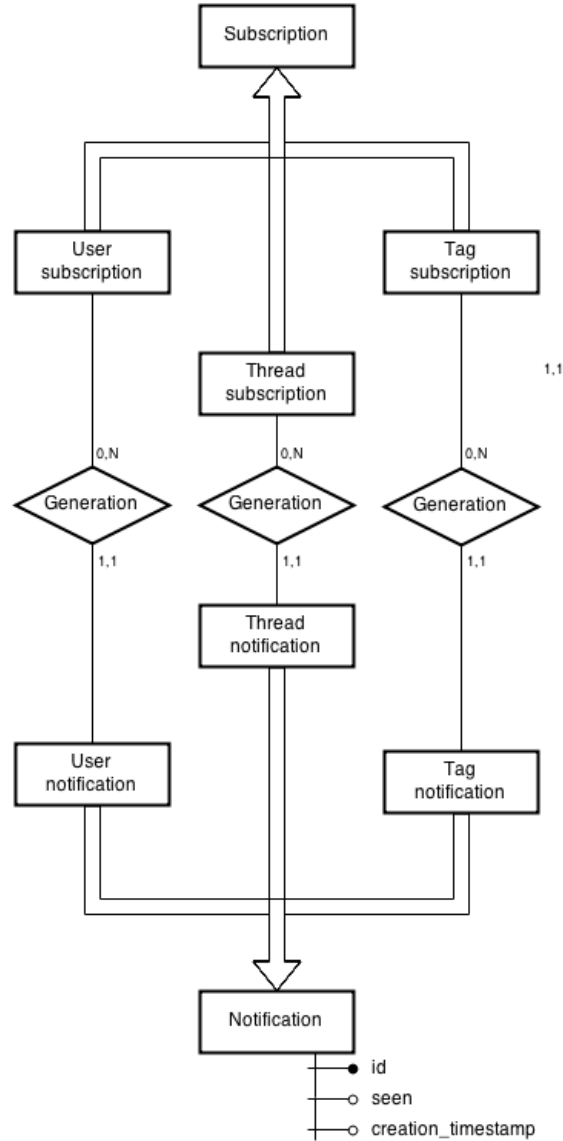 Subscription
User
subscription
Tag
subscription
Thread
subscription
1,1
0,N
0,N
0,N
Generation
Generation
Generation
1,1
1,1
1,1
Thread
notification
User
notification
Tag
notification
Notification
id
seen
creation_timestamp